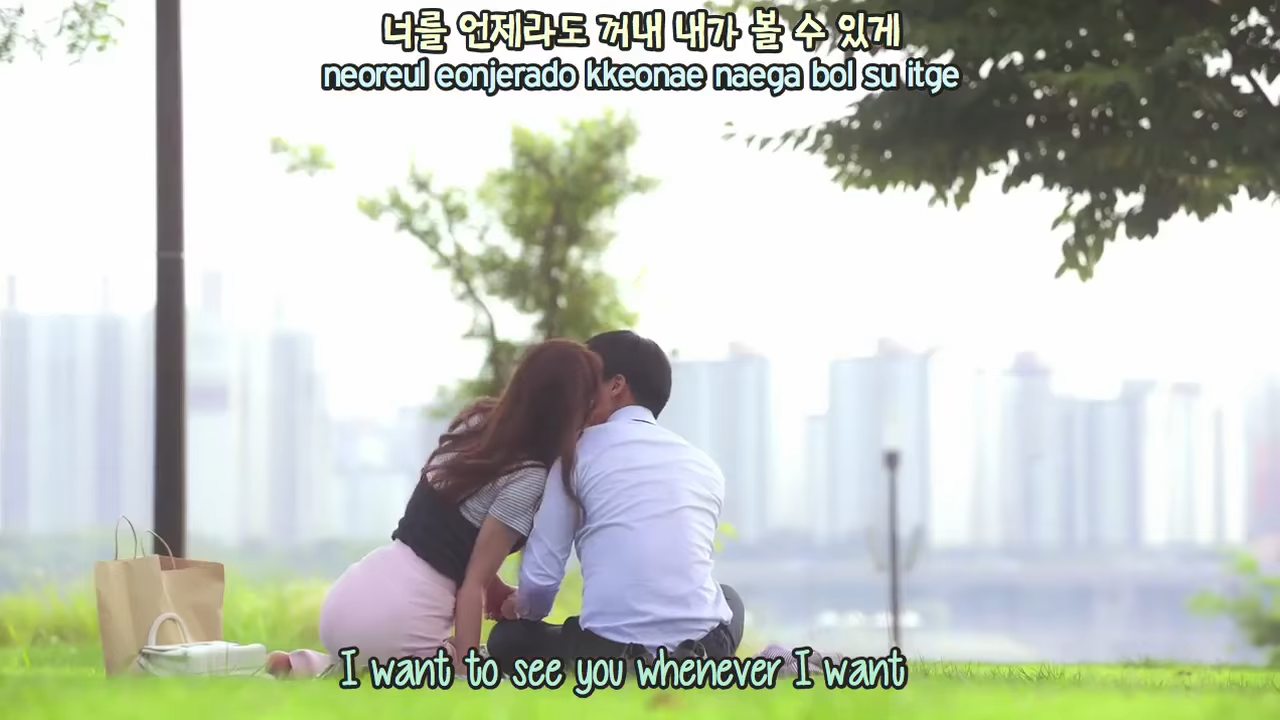 너를 언제라도 꺼내 내가 볼 수 있게
neoreul eonjerado kkeonae naega bol su itge
I want to see you whenever I want